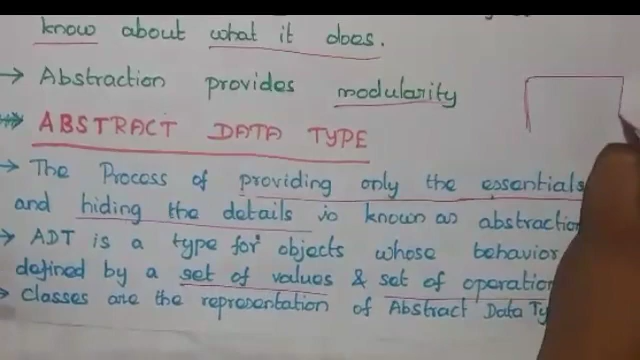 know about what it does.
→ Abstraction provides modularity
→ ABSTRACT DATA TYPE
→ The Process of providing only the essentials
and hiding the details is known as abstraction
→ ADT is a type for objects whose behavior
defined by a set of values & set of operation
→ Classes are the representation of Abstract Data Ty